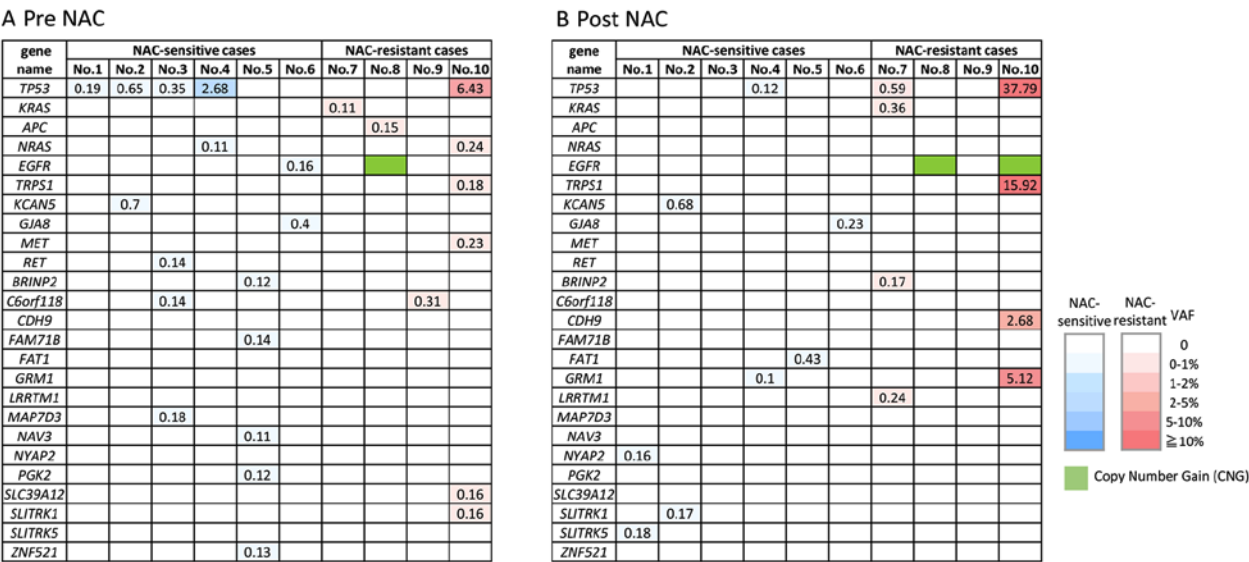 A Pre NAC
gene name NAC-sensitive cases NAC-resistant cases
No.1 No.2 No.3 No.4 No.5 No.6 No.7 No.8 No.9 No.10
TP53 0.19 0.65 0.35 2.68 6.43
KRAS 0.11
APC 0.15
NRAS 0.11 0.24
EGFR 0.16
TRPS1 0.18
KCAN5 0.7
GJA8 0.4
MET 0.23
RET 0.14
BRINP2 0.12
C6orf118 0.14 0.31
CDH9
FAM71B 0.14
FAT1
GRM1
LRRTM1
MAP7D3 0.18
NAV3 0.11
NYAP2
PGK2 0.12
SLC39A12 0.16
SLITRK1 0.16
SLITRK5
ZNF521 0.13
B Post NAC
gene name NAC-sensitive cases NAC-resistant cases
No.1 No.2 No.3 No.4 No.5 No.6 No.7 No.8 No.9 No.10
TP53 0.12 0.59 37.79
KRAS 0.36
APC
NRAS
EGFR
TRPS1 15.92
KCAN5 0.68
GJA8 0.23
MET
RET
BRINP2 0.17
C6orf118
CDH9 2.68
FAM71B
FAT1 0.43
GRM1 0.1 5.12
LRRTM1 0.24
MAP7D3
NAV3
NYAP2 0.16
PGK2
SLC39A12
SLITRK1 0.17
SLITRK5 0.18
ZNF521
NAC-sensitive NAC-resistant VAF
0
0-1%
1-2%
2-5%
5-10%
≧10%
Copy Number Gain (CNG)